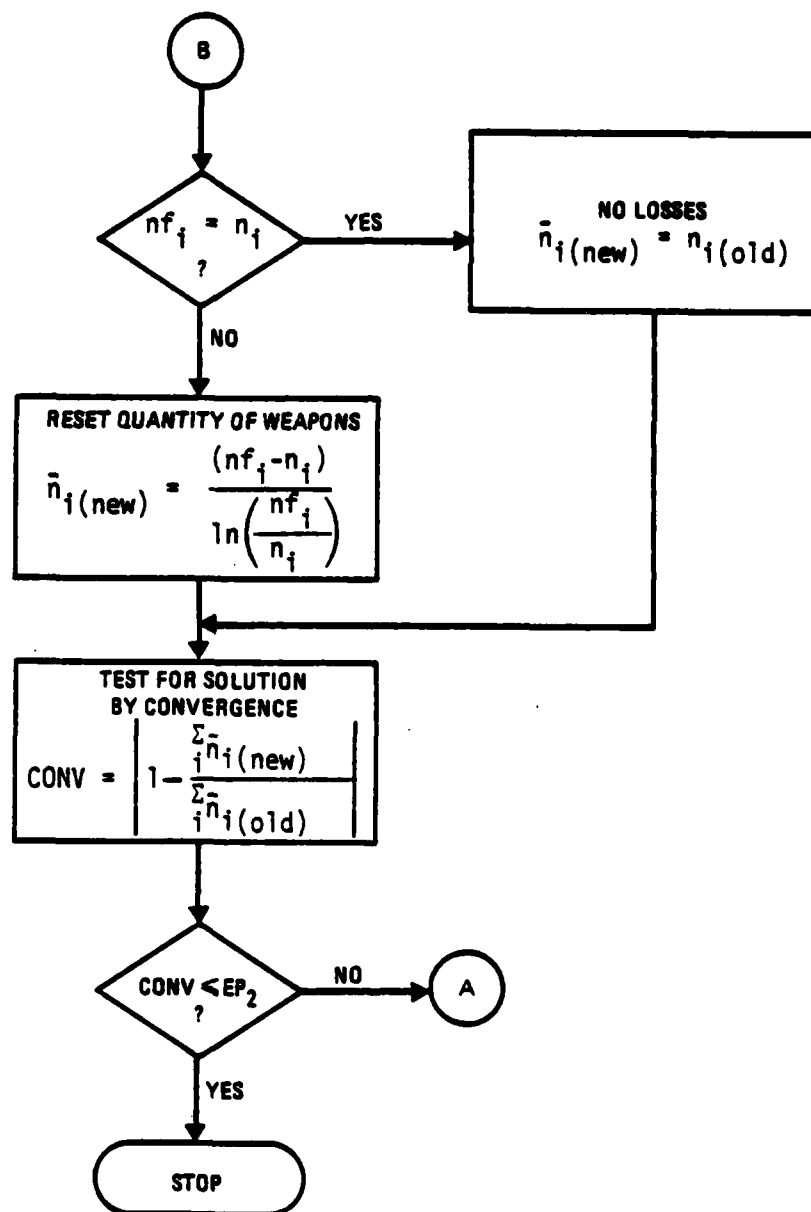 B
nf_i = n_i
?
YES
NO LOSSES
n̄_i(new) = n_i(old)
NO
RESET QUANTITY OF WEAPONS
n̄_i(new) = (nf_i-n_i) / ln(nf_i / n_i)
TEST FOR SOLUTION
BY CONVERGENCE
CONV = | 1 - Σ_i n̄_i(new) / Σ_i n̄_i(old) |
CONV ≤ EP_2
?
NO
A
YES
STOP